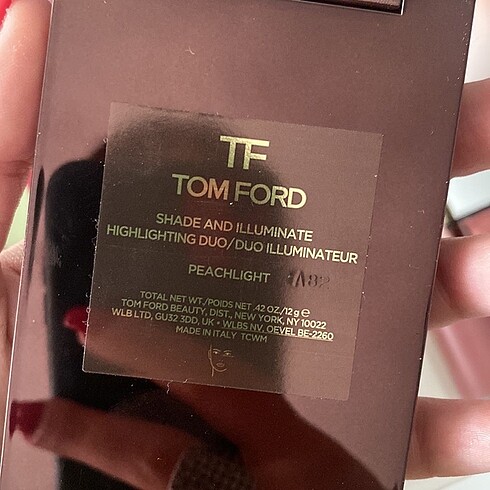 TF
TOM FORD
SHADE AND ILLUMINATE
HIGHLIGHTING DUO/DUO ILLUMINATEUR
PEACHLIGHT A82
TOTAL NET WT./POIDS NET .42 OZ/12 g ℮
TOM FORD BEAUTY, DIST., NEW YORK, NY 10022
WLB LTD, GU32 3DD, UK • WLBS NV, OEVEL BE-2260
MADE IN ITALY TCWM